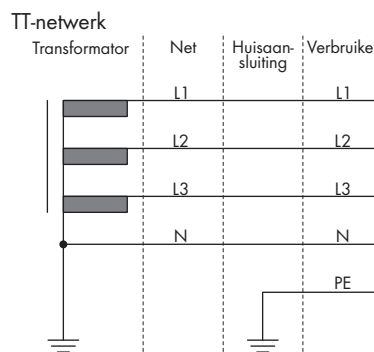 TT-netwerk
Transformator
Net
Huisaan-
sluiting
Verbruike
L1
L1
L2
L2
L3
L3
N
N
PE